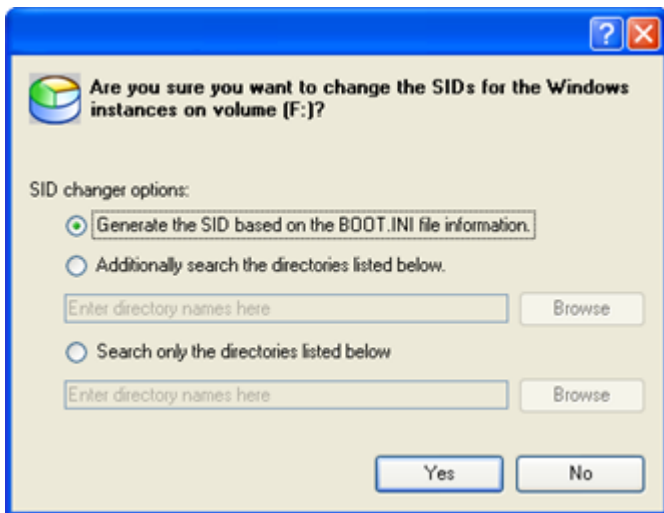 Are you sure you want to change the SIDs for the Windows
instances on volume (F:)?
SID changer options:
Generate the SID based on the BOOT.INI file information.
Additionally search the directories listed below.
Enter directory names here
Browse
Search only the directories listed below
Enter directory names here
Browse
Yes
No